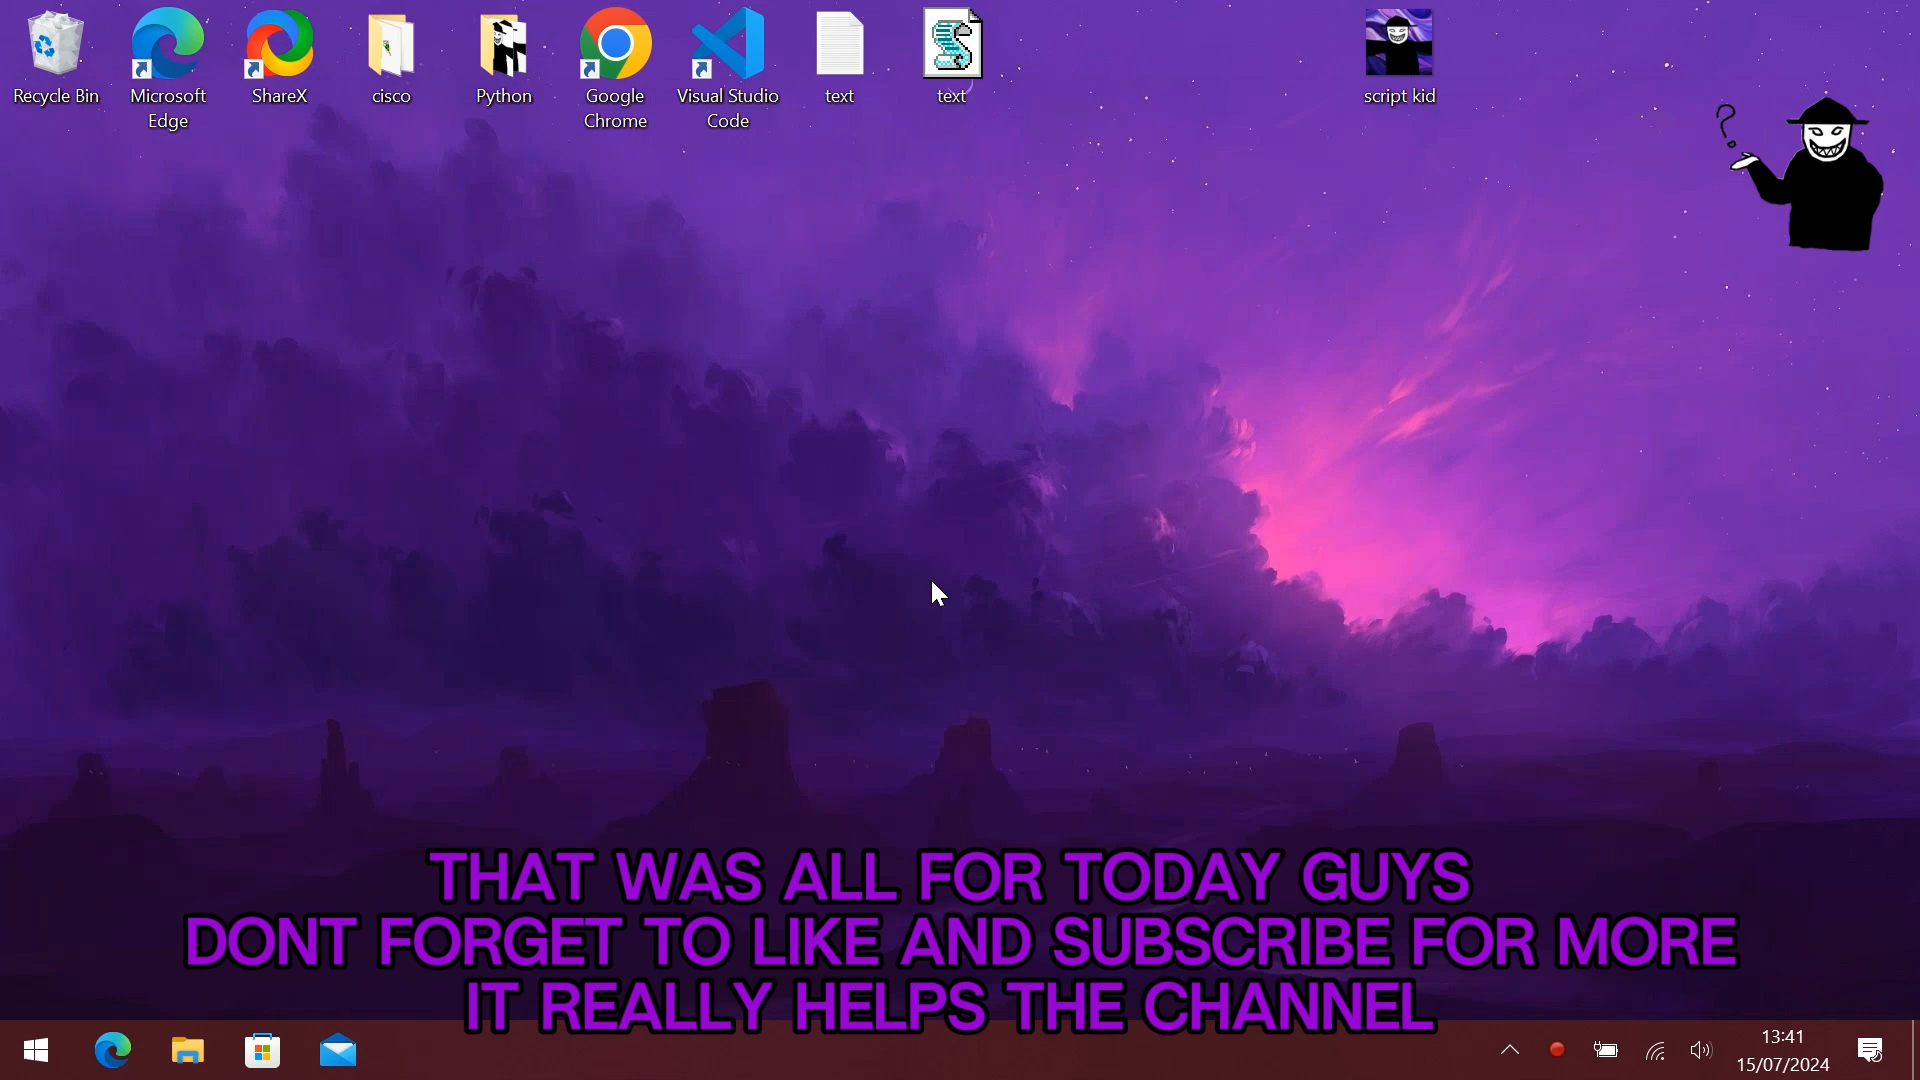 Recycle Bin
Microsoft
Edge
ShareX
cisco
Python
Google
Chrome
Visual Studio
Code
text
text
script kid
?
THAT WAS ALL FOR TODAY GUYS
DONT FORGET TO LIKE AND SUBSCRIBE FOR MORE
IT REALLY HELPS THE CHANNEL
13:41
15/07/2024